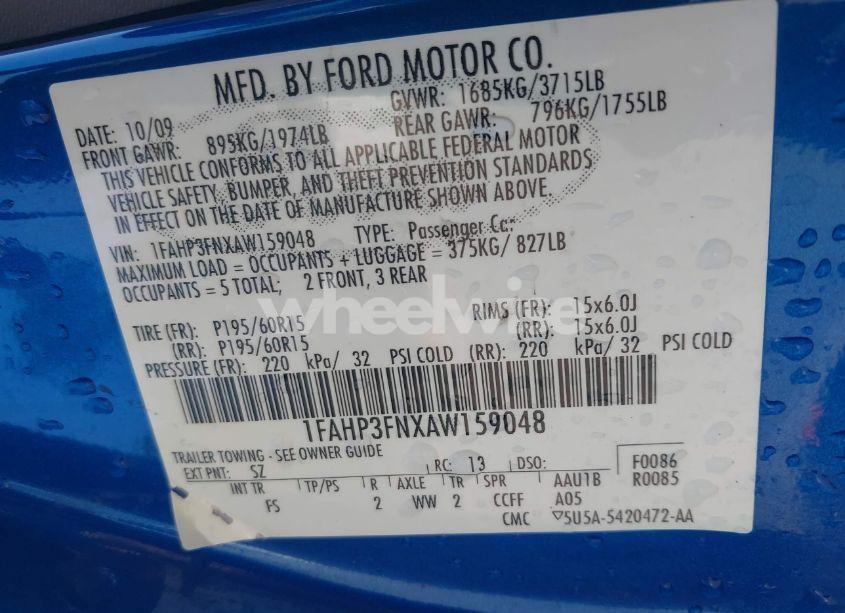 MFD. BY FORD MOTOR CO.
DATE: 10/09 GVWR: 1685KG/3715LB
FRONT GAWR: 895KG/1974LB REAR GAWR: 796KG/1755LB
THIS VEHICLE CONFORMS TO ALL APPLICABLE FEDERAL MOTOR
VEHICLE SAFETY, BUMPER, AND THEFT PREVENTION STANDARDS
IN EFFECT ON THE DATE OF MANUFACTURE SHOWN ABOVE.
VIN: 1FAHP3FNXAW159048 TYPE: Passenger Car
MAXIMUM LOAD = OCCUPANTS + LUGGAGE = 375KG/ 827LB
OCCUPANTS = 5 TOTAL; 2 FRONT, 3 REAR
wheelwise
TIRE (FR): P195/60R15 RIMS (FR): 15x6.0J
(RR): P195/60R15 (RR): 15x6.0J
PRESSURE (FR): 220 kPa/ 32 PSI COLD (RR): 220 kPa/ 32 PSI COLD
1FAHP3FNXAW159048
TRAILER TOWING - SEE OWNER GUIDE
EXT PNT: SZ RC: 13 DSO: F0086
INT TR TP/PS R AXLE TR SPR AAU1B R0085
FS 2 WW 2 CCFF A05
CMC 5U5A-5420472-AA